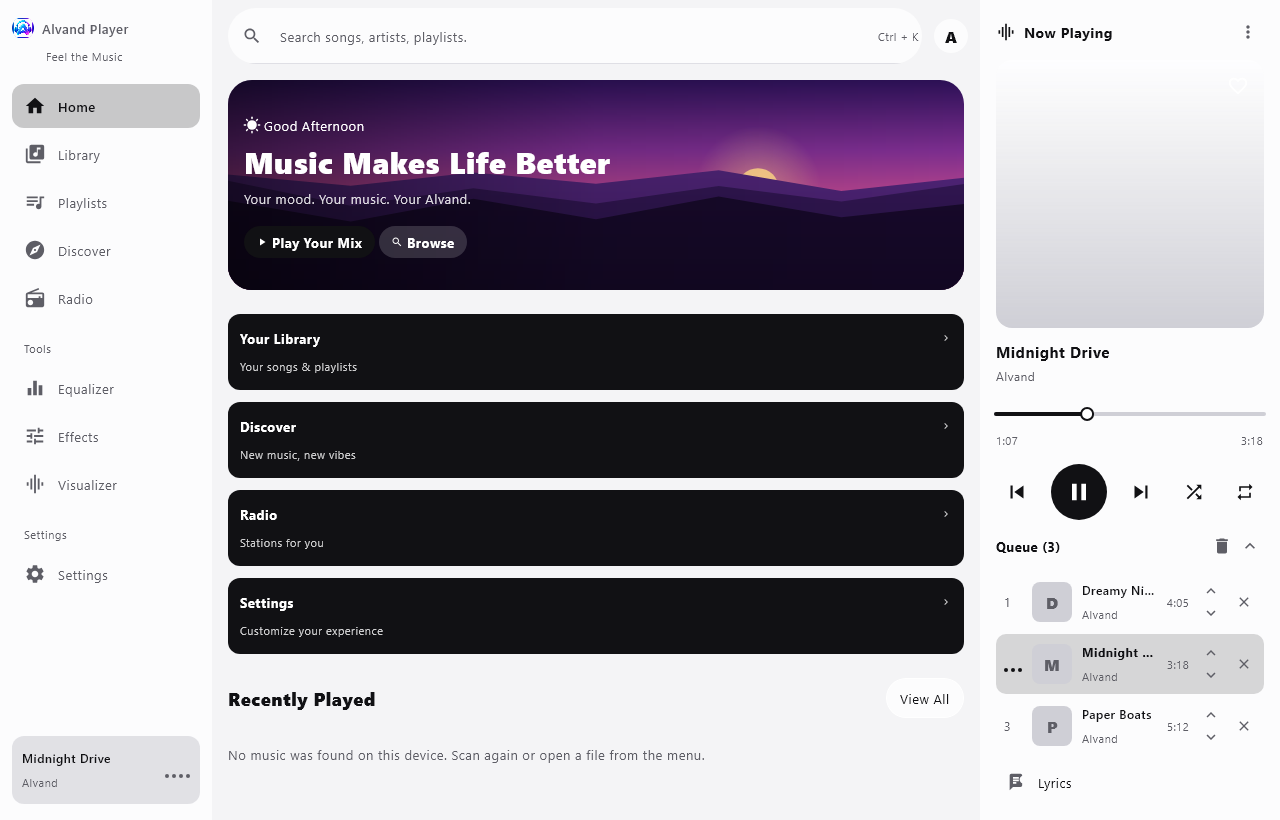 Alvand Player
Feel the Music
Home
Library
Playlists
Discover
Radio
Tools
Equalizer
Effects
Visualizer
Settings
Settings
Midnight Drive
Alvand
Search songs, artists, playlists.
Ctrl + K
A
Good Afternoon
Music Makes Life Better
Your mood. Your music. Your Alvand.
Play Your Mix
Browse
Your Library
Your songs & playlists
Discover
New music, new vibes
Radio
Stations for you
Settings
Customize your experience
Recently Played
View All
No music was found on this device. Scan again or open a file from the menu.
Now Playing
Midnight Drive
Alvand
1:07
3:18
Queue (3)
1
D
Dreamy Ni...
Alvand
4:05
M
Midnight ...
Alvand
3:18
3
P
Paper Boats
Alvand
5:12
Lyrics